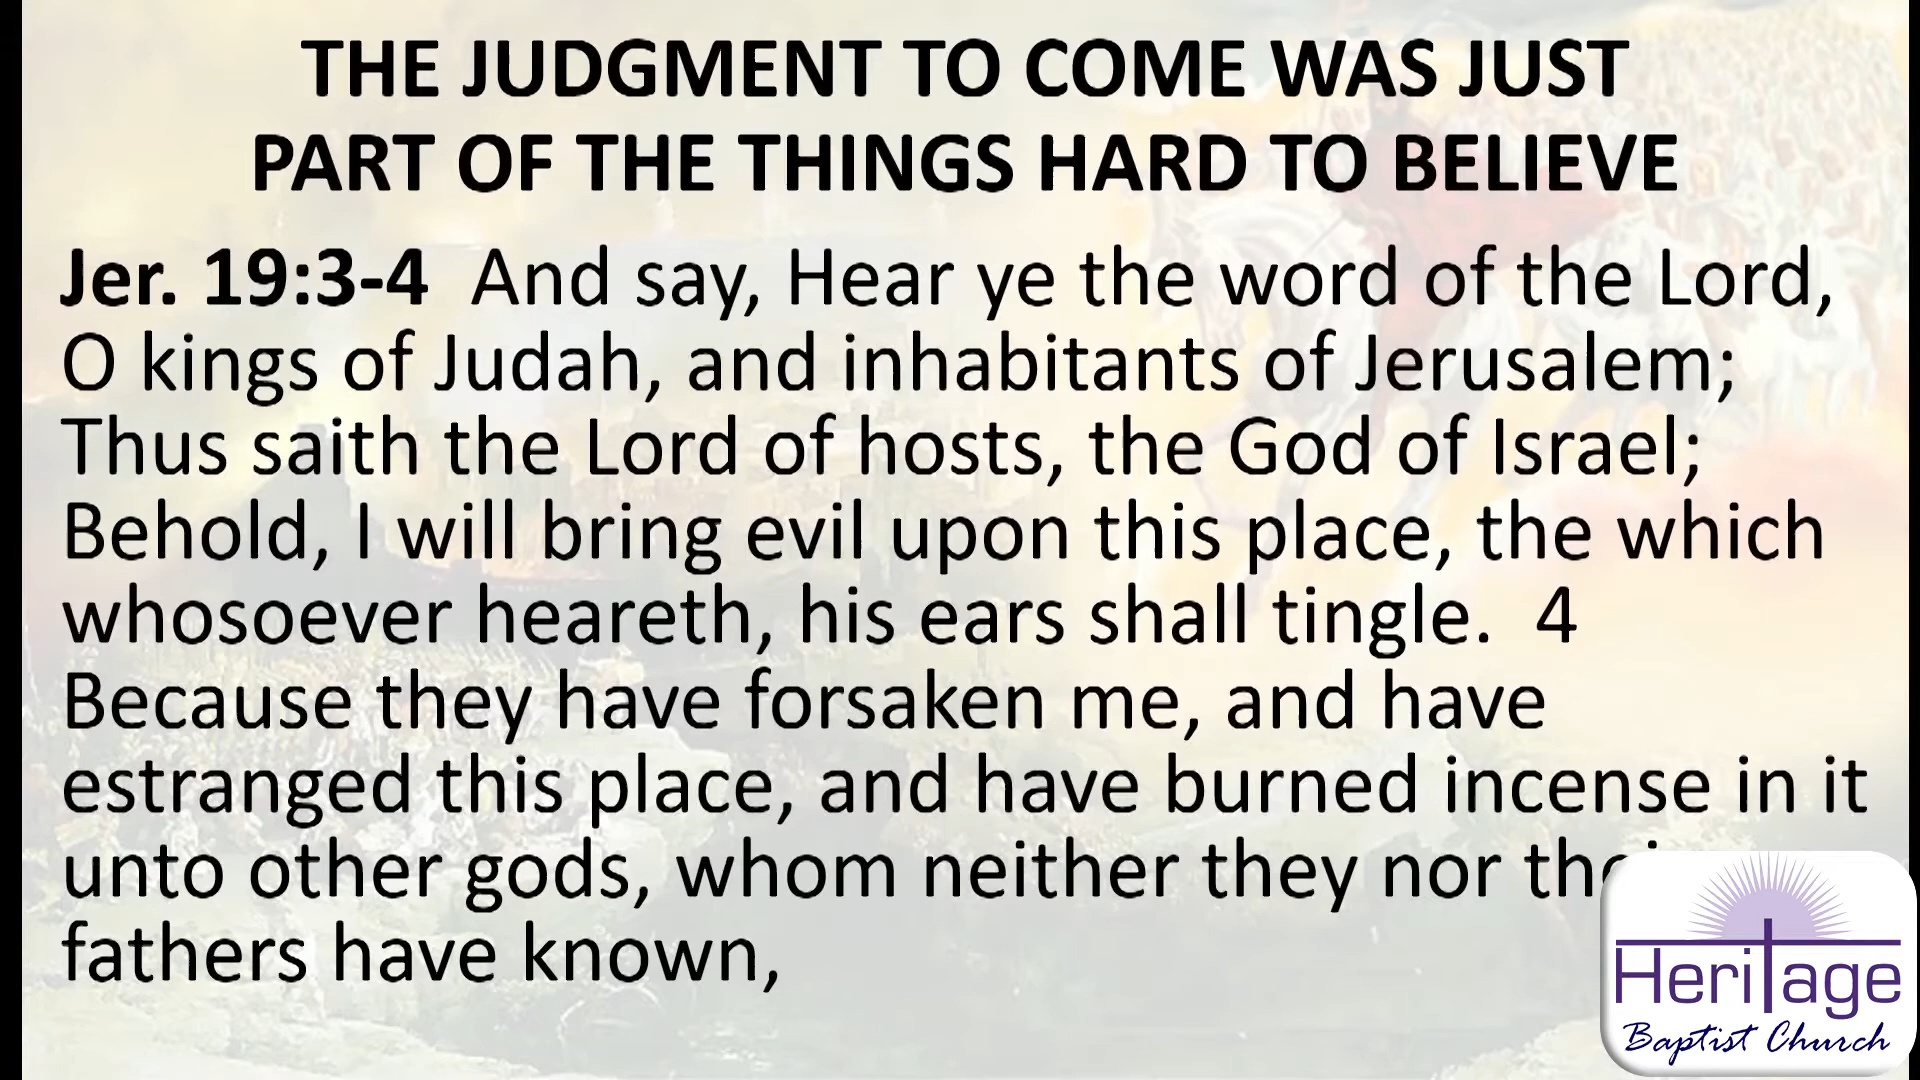 THE JUDGMENT TO COME WAS JUST
PART OF THE THINGS HARD TO BELIEVE
Jer. 19:3-4 And say, Hear ye the word of the Lord,
O kings of Judah, and inhabitants of Jerusalem;
Thus saith the Lord of hosts, the God of Israel;
Behold, I will bring evil upon this place, the which
whosoever heareth, his ears shall tingle. 4
Because they have forsaken me, and have
estranged this place, and have burned incense in it
unto other gods, whom neither they nor
fathers have known,
Heritage
Baptist Church